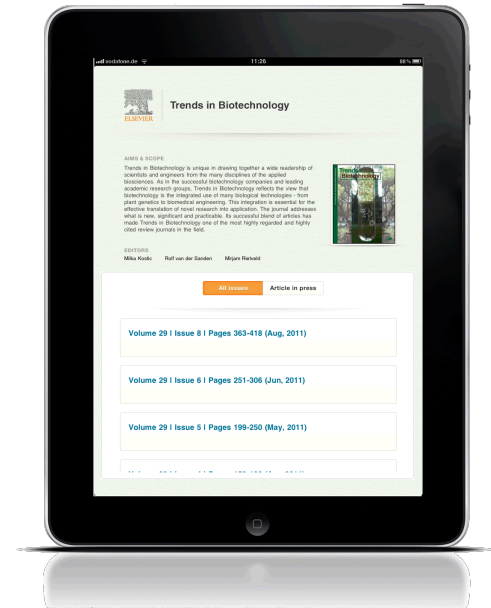 vodafone.de
11:26
88%
ELSEVIER
Trends in Biotechnology
AIMS & SCOPE
Trends in Biotechnology is unique in drawing together a wide readership of
scientists and engineers from the many disciplines of the applied
biosciences. As in the successful biotechnology companies and leading
academic research groups, Trends in Biotechnology reflects the view that
biotechnology is the integrated use of many biological technologies - from
plant genetics to biomedical engineering. This integration is essential for the
effective translation of novel research into application. The journal addresses
what is new, significant and practicable. Its successful blend of articles has
made Trends in Biotechnology one of the most highly regarded and highly
cited review journals in the field.
Trends in
Biotechnology
EDITORS
Milka Kostic Rolf van der Sanden Mirjam Rietveld
All Issues Article in press
Volume 29 | Issue 8 | Pages 363-418 (Aug, 2011)
Volume 29 | Issue 6 | Pages 251-306 (Jun, 2011)
Volume 29 | Issue 5 | Pages 199-250 (May, 2011)